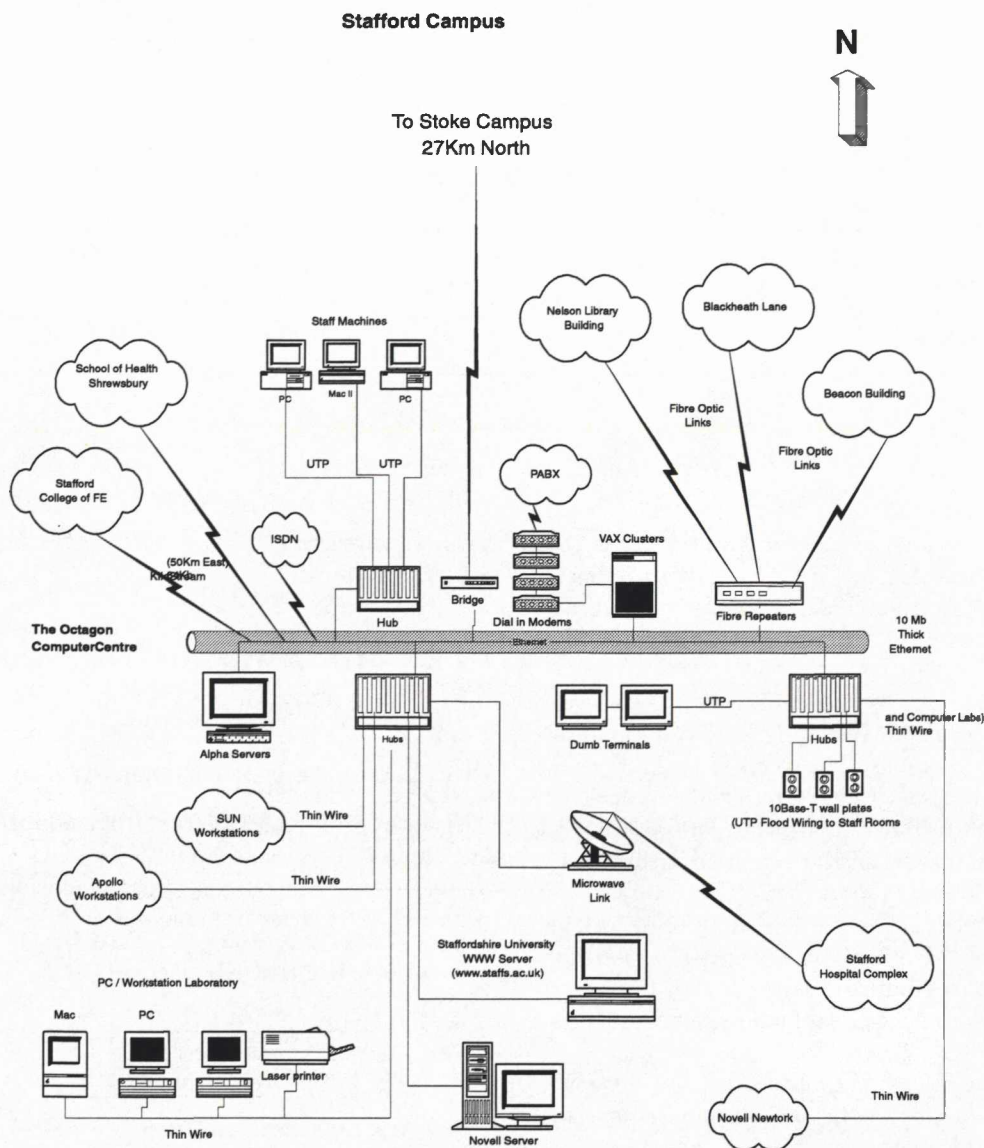 Stafford Campus
N
To Stoke Campus
27Km North
Nelson Library
Building
Blackheath Lane
Staff Machines
School of Health
Shrewsbury
PC
Mac II
PC
Beacon Building
Fibre Optic
Links
Fibre Optic
Links
UTP
UTP
PABX
Stafford
College of FE
ISDN
VAX Clusters
(50Km East)
Bridge
Hub
Dial in Modems
Fibre Repeaters
The Octagon
ComputerCentre
Ethernet
10 Mb
Thick
Ethernet
UTP
Alpha Servers
Hubs
Dumb Terminals
Hubs
and Computer Labs)
Thin Wire
10Base-T wall plates
(UTP Flood Wiring to Staff Rooms
SUN
Workstations
Thin Wire
Apollo
Workstations
Thin Wire
Microwave
Link
Staffordshire University
WWW Server
(www.staffs.ac.uk)
Stafford
Hospital Complex
PC / Workstation Laboratory
Mac
PC
Laser printer
Thin Wire
Novell Server
Novell Newtork
Thin Wire